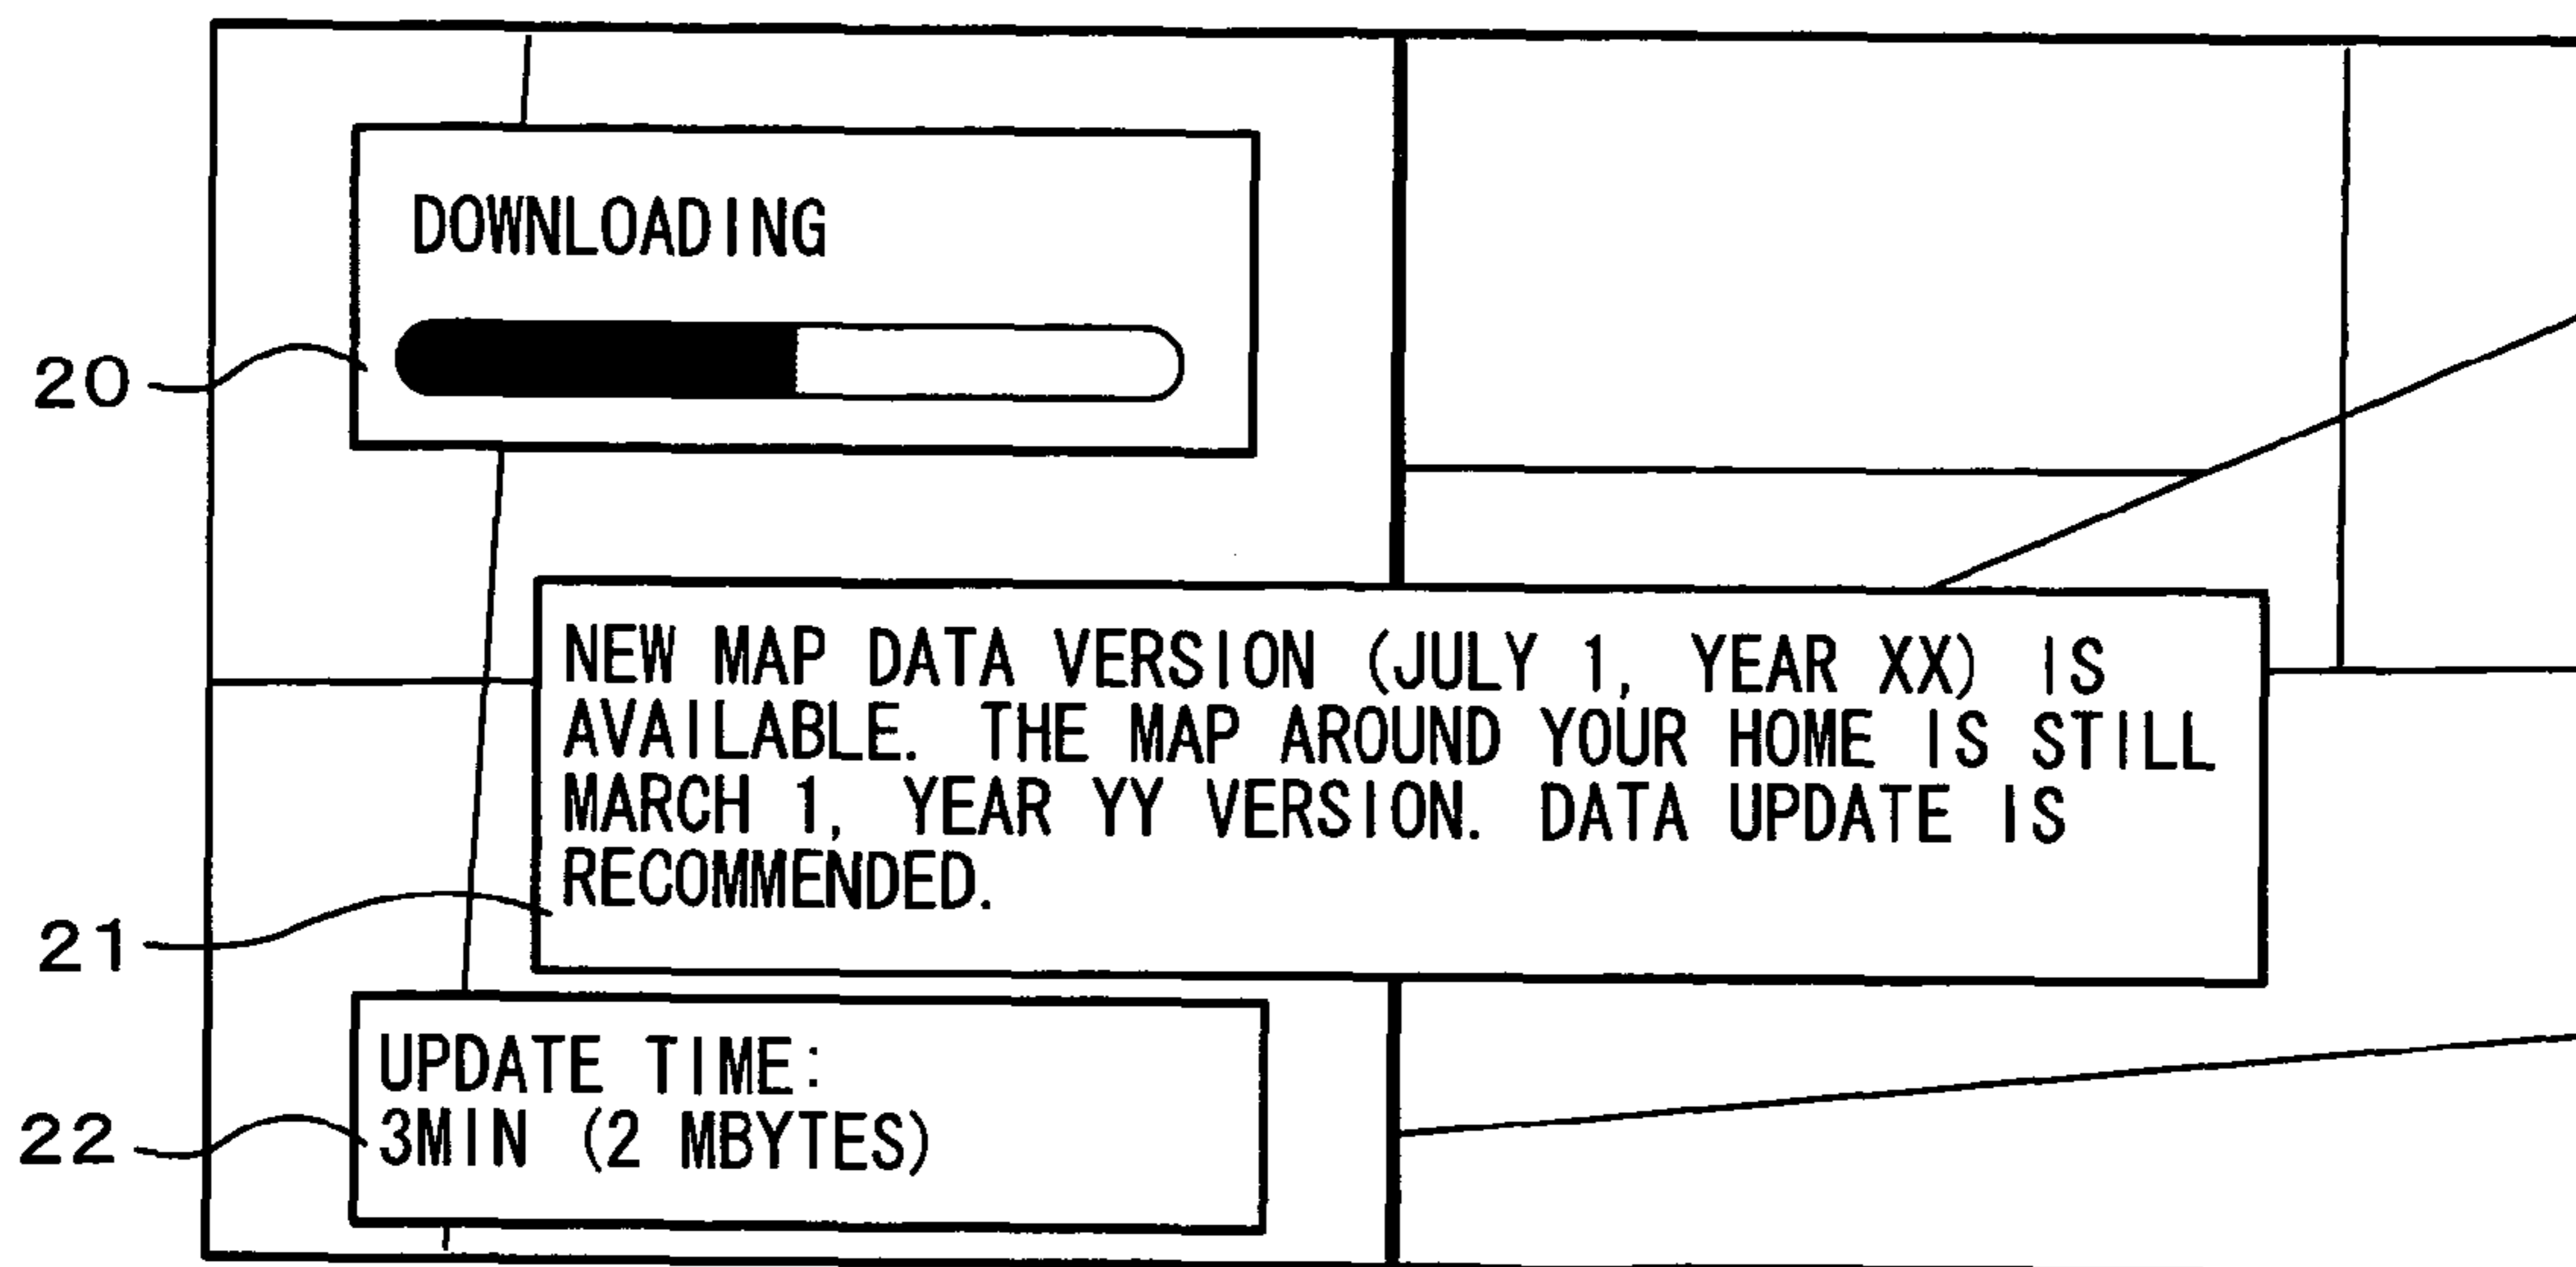 DOWNLOADING
20
NEW MAP DATA VERSION (JULY 1, YEAR XX) IS
AVAILABLE. THE MAP AROUND YOUR HOME IS STILL
MARCH 1, YEAR YY VERSION. DATA UPDATE IS
RECOMMENDED.
21
UPDATE TIME:
3MIN (2 MBYTES)
22